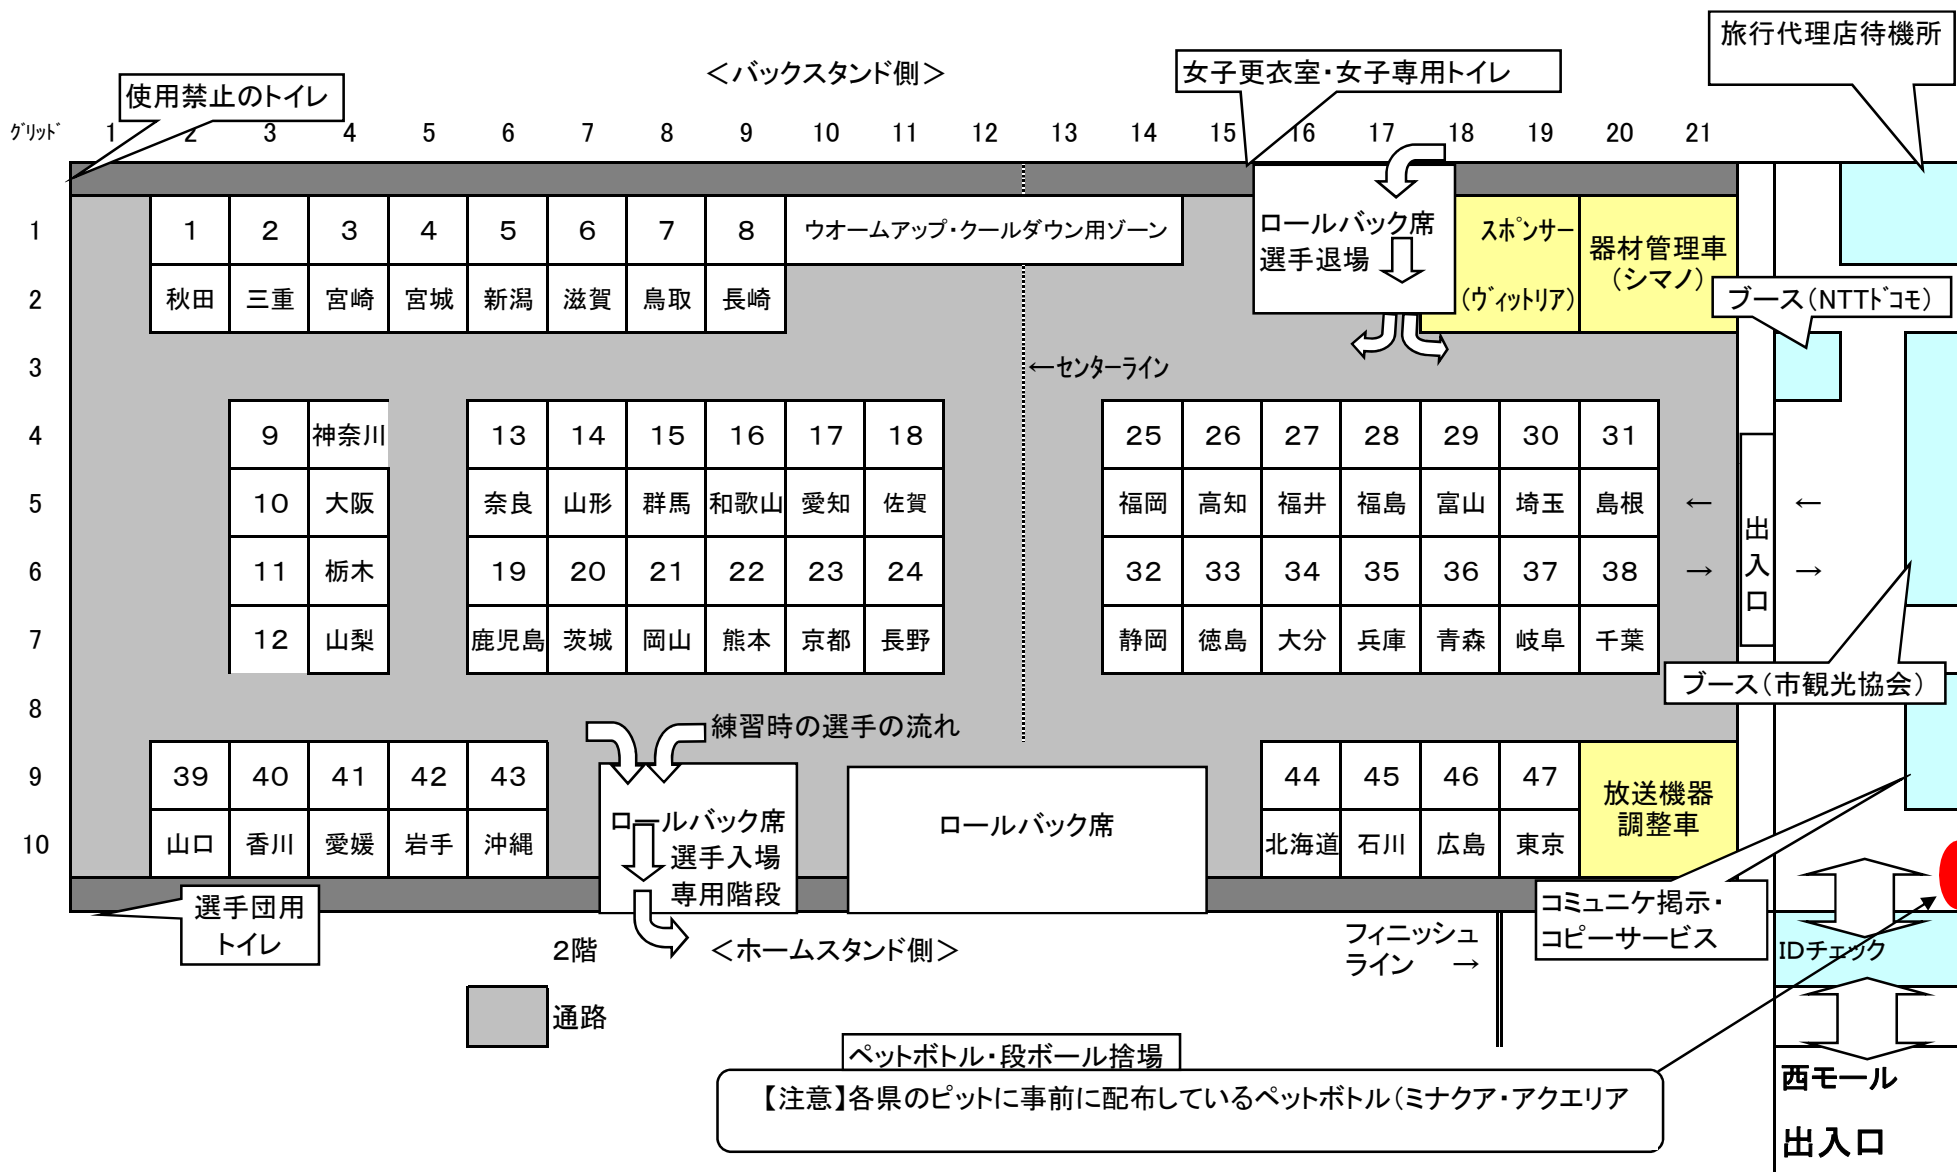 旅行代理店待機所
＜バックスタンド側＞
女子更衣室・女子専用トイレ
使用禁止のトイレ
ｸﾞﾘｯﾄﾞ 1 2 3 4 5 6 7 8 9 10 11 12 13 14 15 16 17 18 19 20 21
1 1 2 3 4 5 6 7 8 ウオームアップ・クールダウン用ゾーン
ロールバック席
選手退場
スポンサー
(ヴィットリア)
器材管理車
(シマノ)
2 秋田 三重 宮崎 宮城 新潟 滋賀 鳥取 長崎
ブース(NTTドコモ)
3 ←センターライン
4 9 神奈川 13 14 15 16 17 18 25 26 27 28 29 30 31
5 10 大阪 奈良 山形 群馬 和歌山 愛知 佐賀 福岡 高知 福井 福島 富山 埼玉 島根 ← ←
出入口
6 11 栃木 19 20 21 22 23 24 32 33 34 35 36 37 38 → →
7 12 山梨 鹿児島 茨城 岡山 熊本 京都 長野 静岡 徳島 大分 兵庫 青森 岐阜 千葉
ブース(市観光協会)
8
練習時の選手の流れ
9 39 40 41 42 43 44 45 46 47
放送機器
調整車
ロールバック席
選手入場
専用階段
ロールバック席
10 山口 香川 愛媛 岩手 沖縄 北海道 石川 広島 東京
選手団用
トイレ
コミュニケ掲示・
コピーサービス
2階
＜ホームスタンド側＞
フィニッシュ
ライン →
IDチェック
通路
ペットボトル・段ボール捨場
【注意】各県のピットに事前に配布しているペットボトル(ミナクア・アクエリア
西モール
出入口